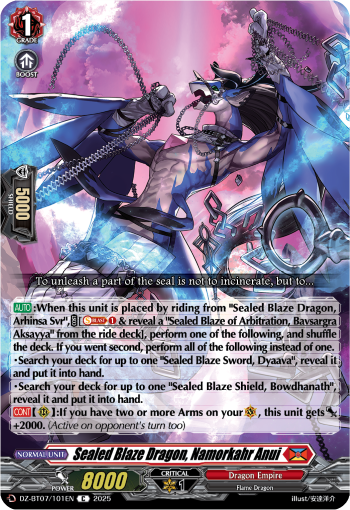 1
GRADE
BOOST
5000
SHIELD
To unleash a part of the seal is not to incinerate, but to...
AUTO:When this unit is placed by riding from "Sealed Blaze Dragon,
Arhinsa Svr", [1 & reveal a "Sealed Blaze of Arbitration, Bavsargra
Aksayya" from the ride deck], perform one of the following, and shuffle
the deck. If you went second, perform all of the following instead of one.
•Search your deck for up to one "Sealed Blaze Sword, Dyaava", reveal it
and put it into hand.
•Search your deck for up to one "Sealed Blaze Shield, Bowdhanath",
reveal it and put it into hand.
CONT:If you have two or more Arms on your, this unit gets
+2000. (Active on opponent's turn too)
NORMAL UNIT
Sealed Blaze Dragon, Namorkahr Anui
POWER
8000
CRITICAL
1
Dragon Empire
Flame Dragon
DZ-BT07/101EN C 2025
illust/安達洋介